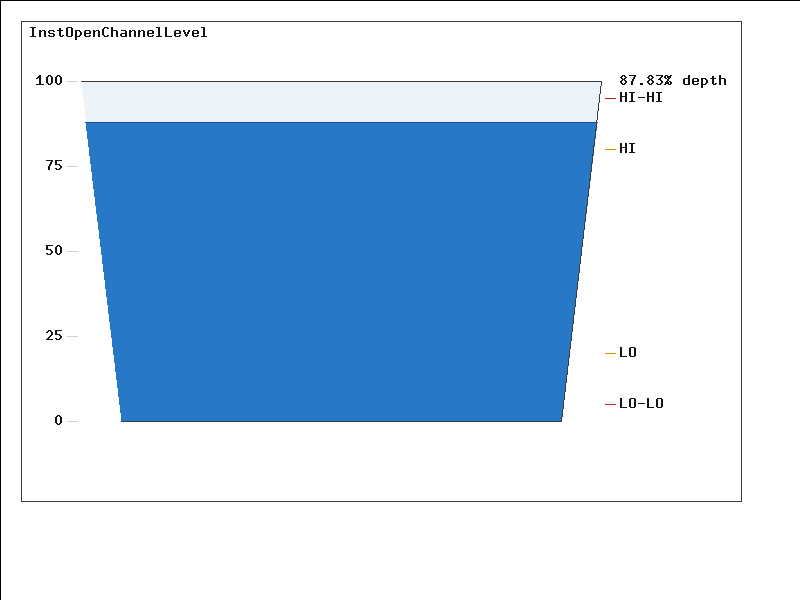 InstOpenChannelLevel
100
87.83% depth
HI-HI
HI
75
50
25
LO
LO-LO
0